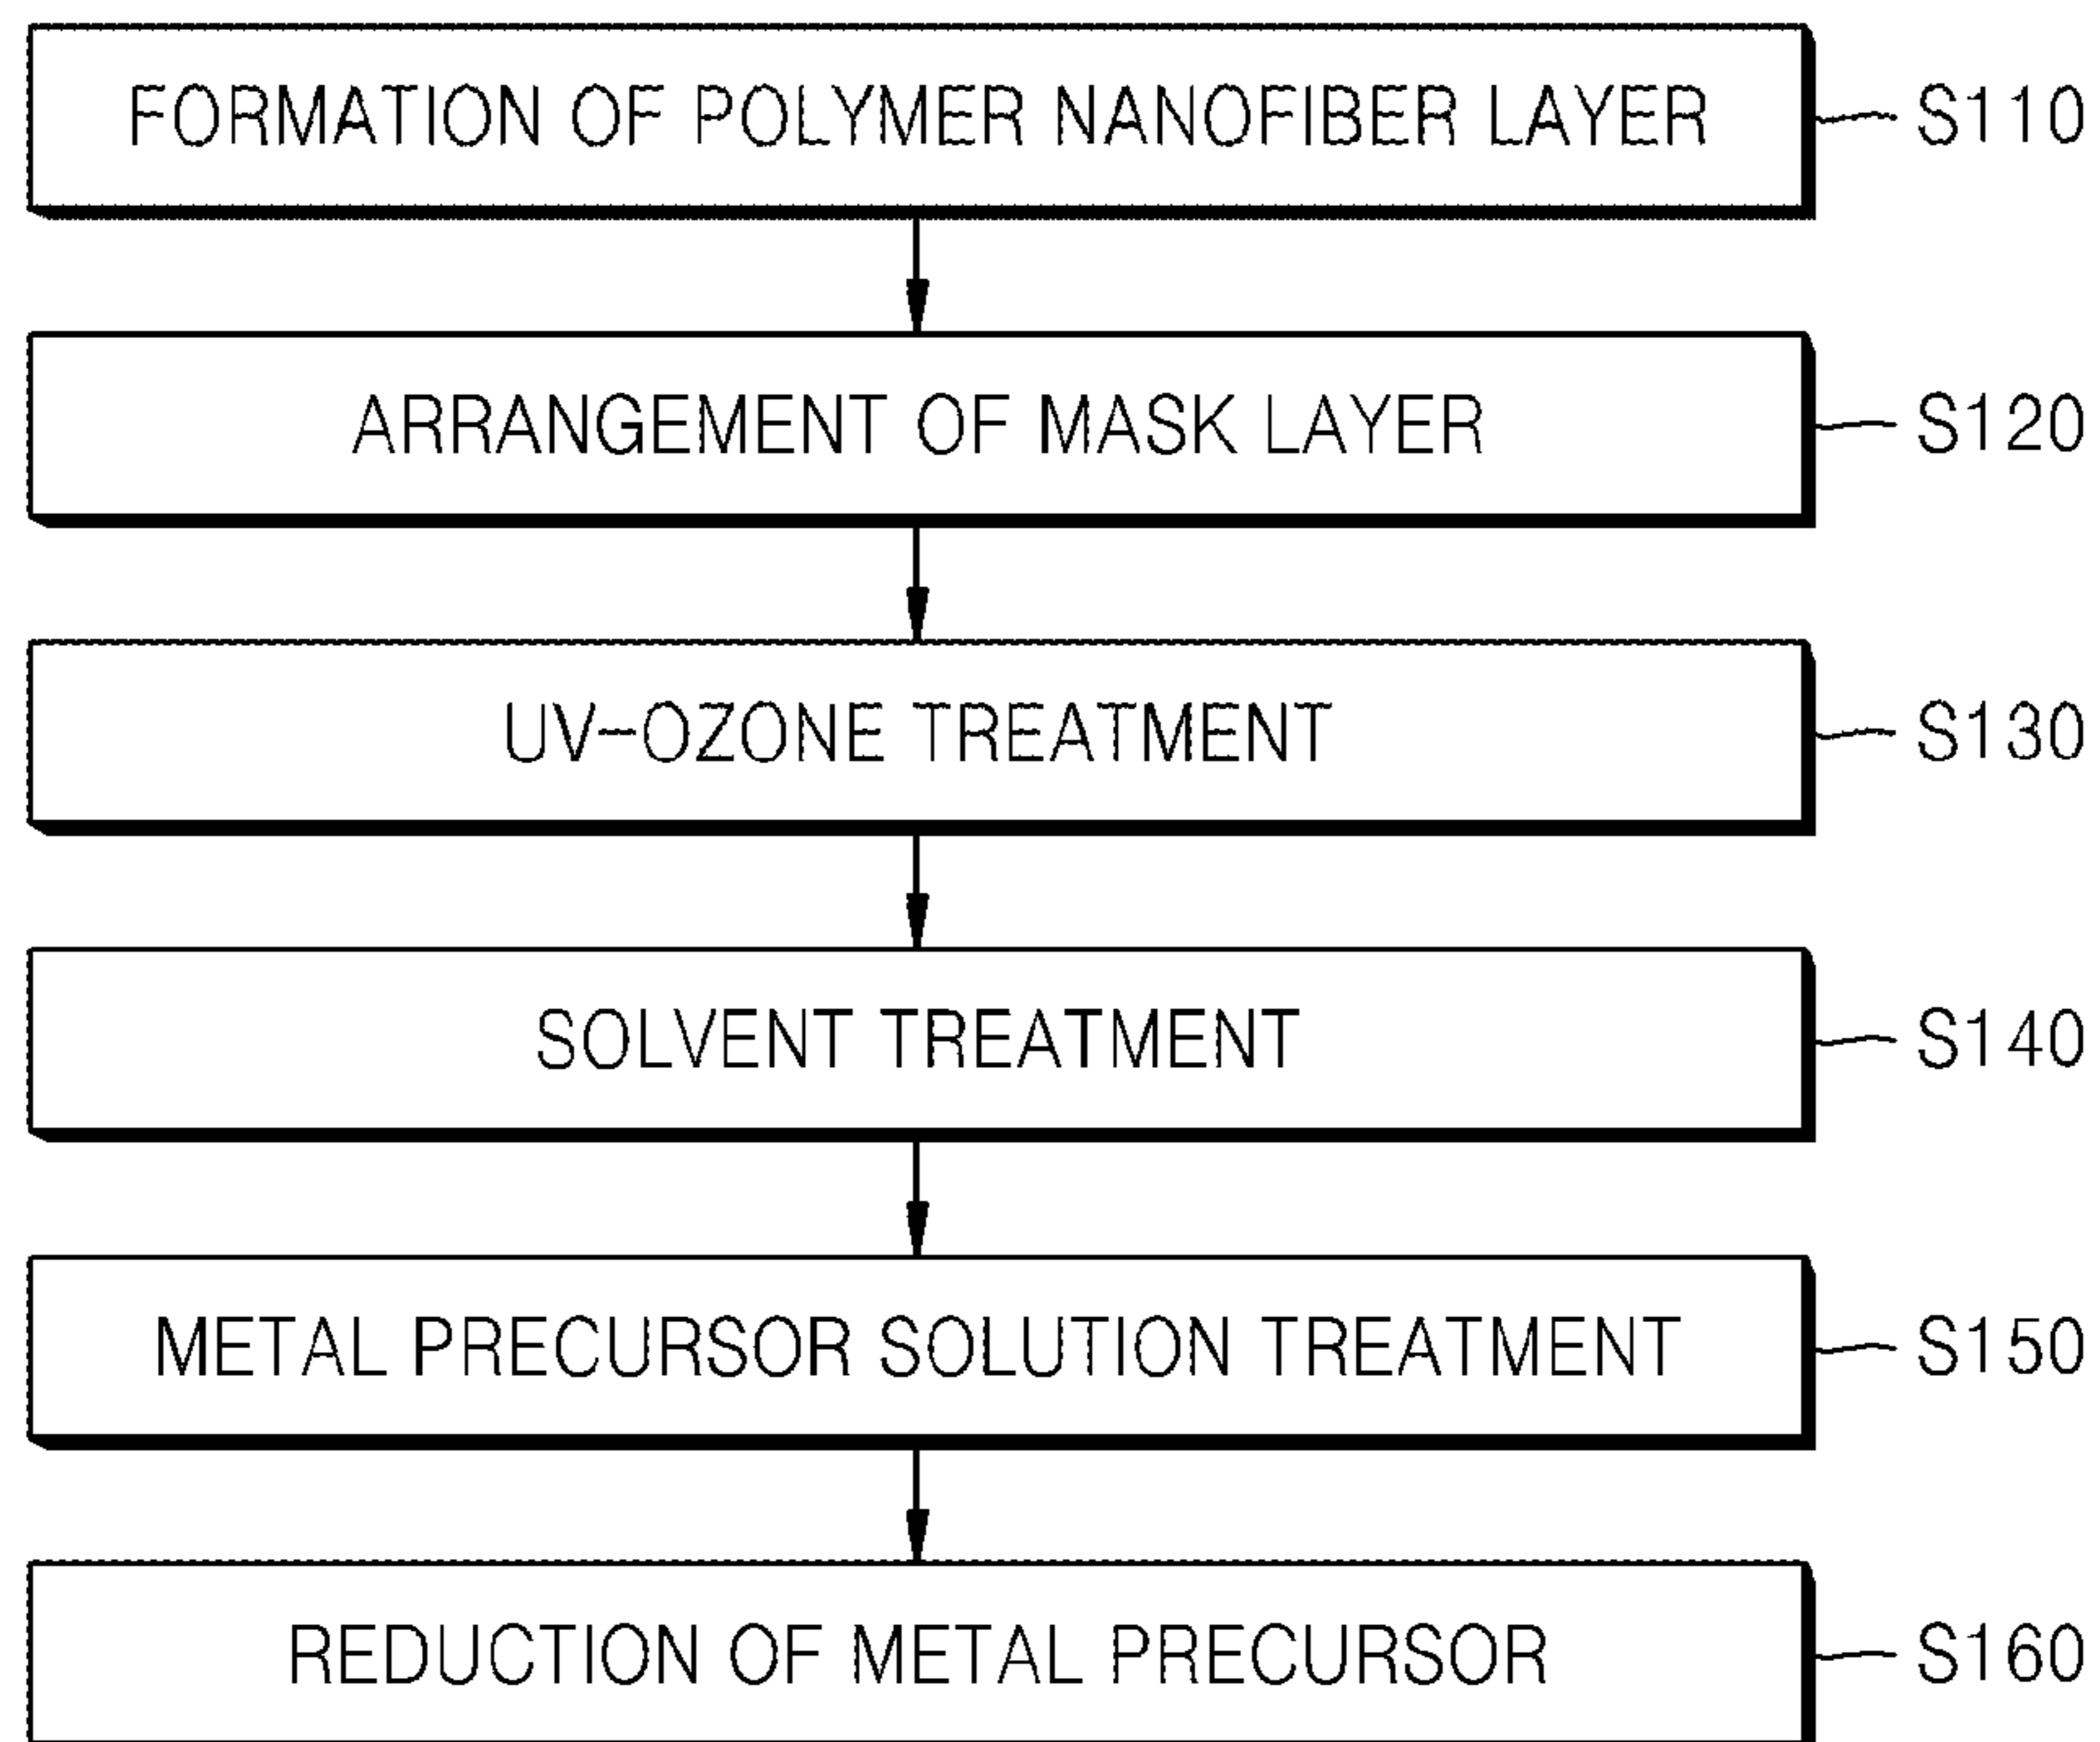 FORMATION OF POLYMER NANOFIBER LAYER S110
ARRANGEMENT OF MASK LAYER S120
UV-OZONE TREATMENT S130
SOLVENT TREATMENT S140
METAL PRECURSOR SOLUTION TREATMENT S150
REDUCTION OF METAL PRECURSOR S160